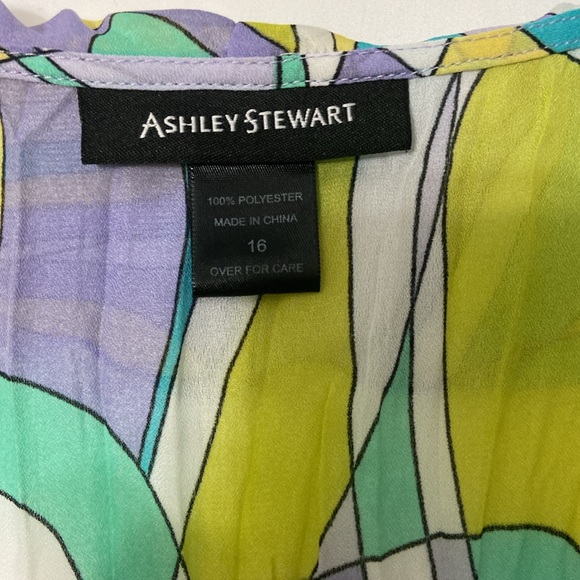 ASHLEY STEWART
100% POLYESTER
MADE IN CHINA
16
OVER FOR CARE